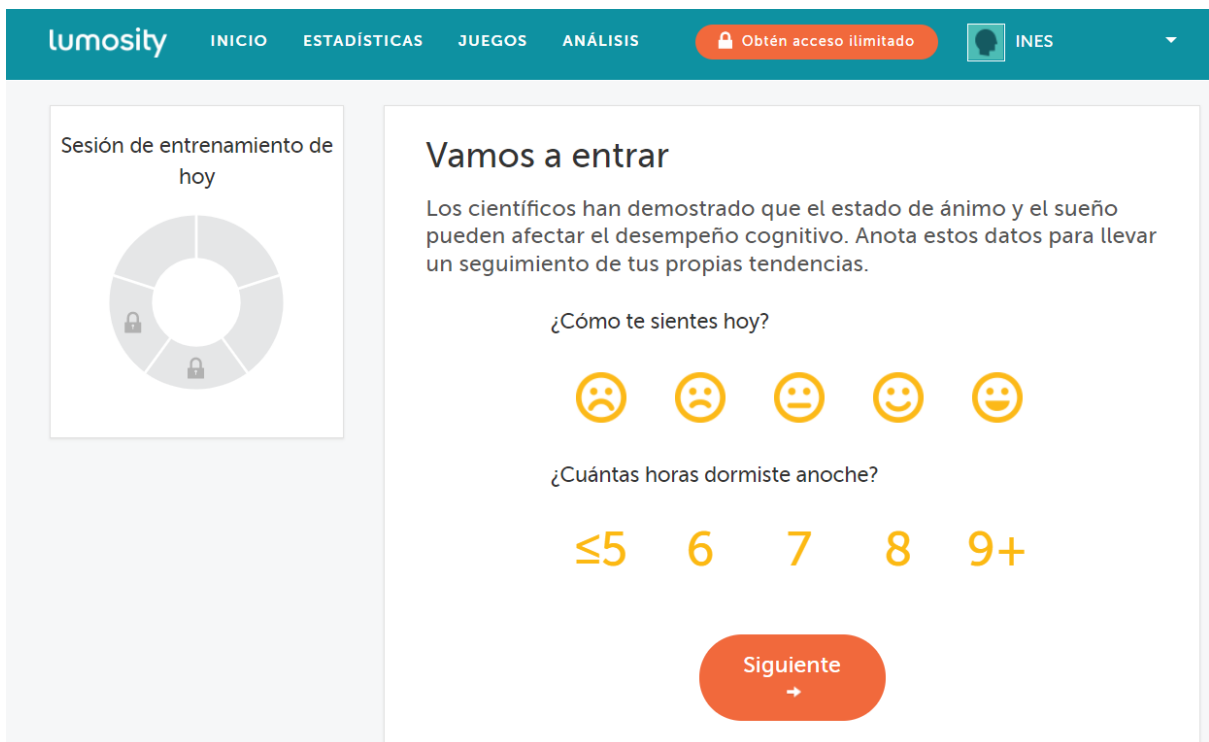 lumosity INICIO ESTADÍSTICAS JUEGOS ANÁLISIS Obtén acceso ilimitado INES
Sesión de entrenamiento de
hoy
Vamos a entrar
Los científicos han demostrado que el estado de ánimo y el sueño
pueden afectar el desempeño cognitivo. Anota estos datos para llevar
un seguimiento de tus propias tendencias.
¿Cómo te sientes hoy?
¿Cuántas horas dormiste anoche?
≤5 6 7 8 9+
Siguiente
➔